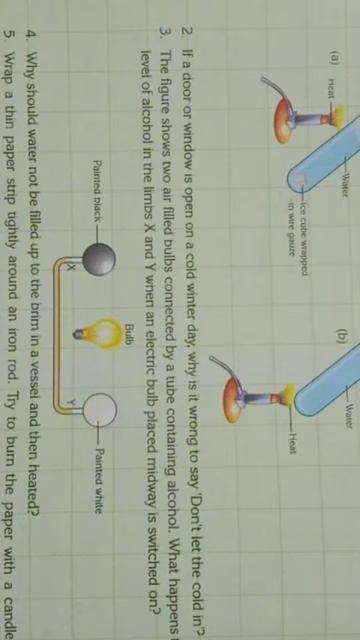 (a)
Heat
Water
ice cube wrapped
in wire gauze
(b)
Water
Heat
2. If a door or window is open on a cold winter day, why is it wrong to say 'Don't let the cold in'?
3. The figure shows two air filled bulbs connected by a tube containing alcohol. What happens
level of alcohol in the limbs X and Y when an electric bulb placed midway is switched on?
Painted black
X
Bulb
Y
Painted white
4. Why should water not be filled up to the brim in a vessel and then heated?
5. Wrap a thin paper strip tightly around an iron rod. Try to burn the paper with a candle